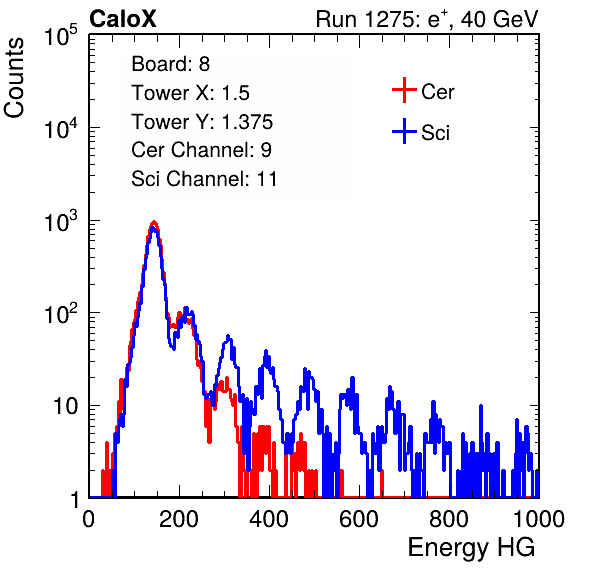 CaloX Run 1275: e⁺, 40 GeV
Counts
Board: 8
Tower X: 1.5
Tower Y: 1.375
Cer Channel: 9
Sci Channel: 11
Cer
Sci
10⁵
10⁴
10³
10²
10
1
0 200 400 600 800 1000
Energy HG